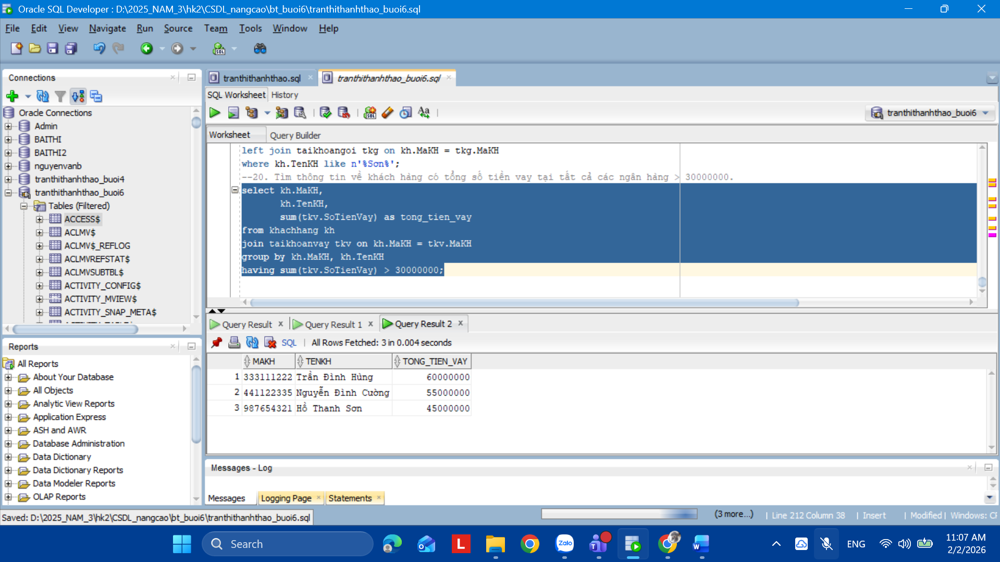 Oracle SQL Developer : D:\2025_NAM_3\hk2\CSDL_nangcao\bt_buoi6\tranthithanhthao_buoi6.sql
File Edit View Navigate Run Source Team Tools Window Help
SQL
Connections
Oracle Connections
Admin
BAITHI
BAITHI2
nguyenvanb
tranthithanhthao_buoi4
tranthithanhthao_buoi6
Tables (Filtered)
ACCESS$
ACLMV$
ACLMV$_REFLOG
ACLMVREFSTAT$
ACLMVSUBTBL$
ACTIVITY_CONFIG$
ACTIVITY_MVIEW$
ACTIVITY_SNAP_META$
Reports
All Reports
About Your Database
All Objects
Analytic View Reports
Application Express
ASH and AWR
Database Administration
Data Dictionary
Data Dictionary Reports
Data Modeler Reports
OLAP Reports
tranthithanhthao.sql
tranthithanhthao_buoi6.sql
SQL Worksheet History
SQL
Aa
tranthithanhthao_buoi6
Worksheet Query Builder
left join taikhoangoi tkg on kh.MaKH = tkg.MaKH
where kh.TenKH like n'%Sơn%';
--20. Tìm thông tin về khách hàng có tổng số tiền vay tại tất cả các ngân hàng > 30000000.
select kh.MaKH,
kh.TenKH,
sum(tkv.SoTienVay) as tong_tien_vay
from khachhang kh
join taikhoanvay tkv on kh.MaKH = tkv.MaKH
group by kh.MaKH, kh.TenKH
having sum(tkv.SoTienVay) > 30000000;
Query Result Query Result 1 Query Result 2
SQL All Rows Fetched: 3 in 0.004 seconds
MAKH TENKH TONG_TIEN_VAY
1 333111222 Trần Đình Hùng 60000000
2 441122335 Nguyễn Đình Cường 55000000
3 987654321 Hồ Thanh Sơn 45000000
Messages - Log
Messages Logging Page Statements
Saved: D:\2025_NAM_3\hk2\CSDL_nangcao\bt_buoi6\tranthithanhthao_buoi6.sql
(3 more...) | Line 212 Column 38 | Insert | Modified | Windows:
Search
L
Zalo
T
W
ENG
11:07 AM
2/2/2026